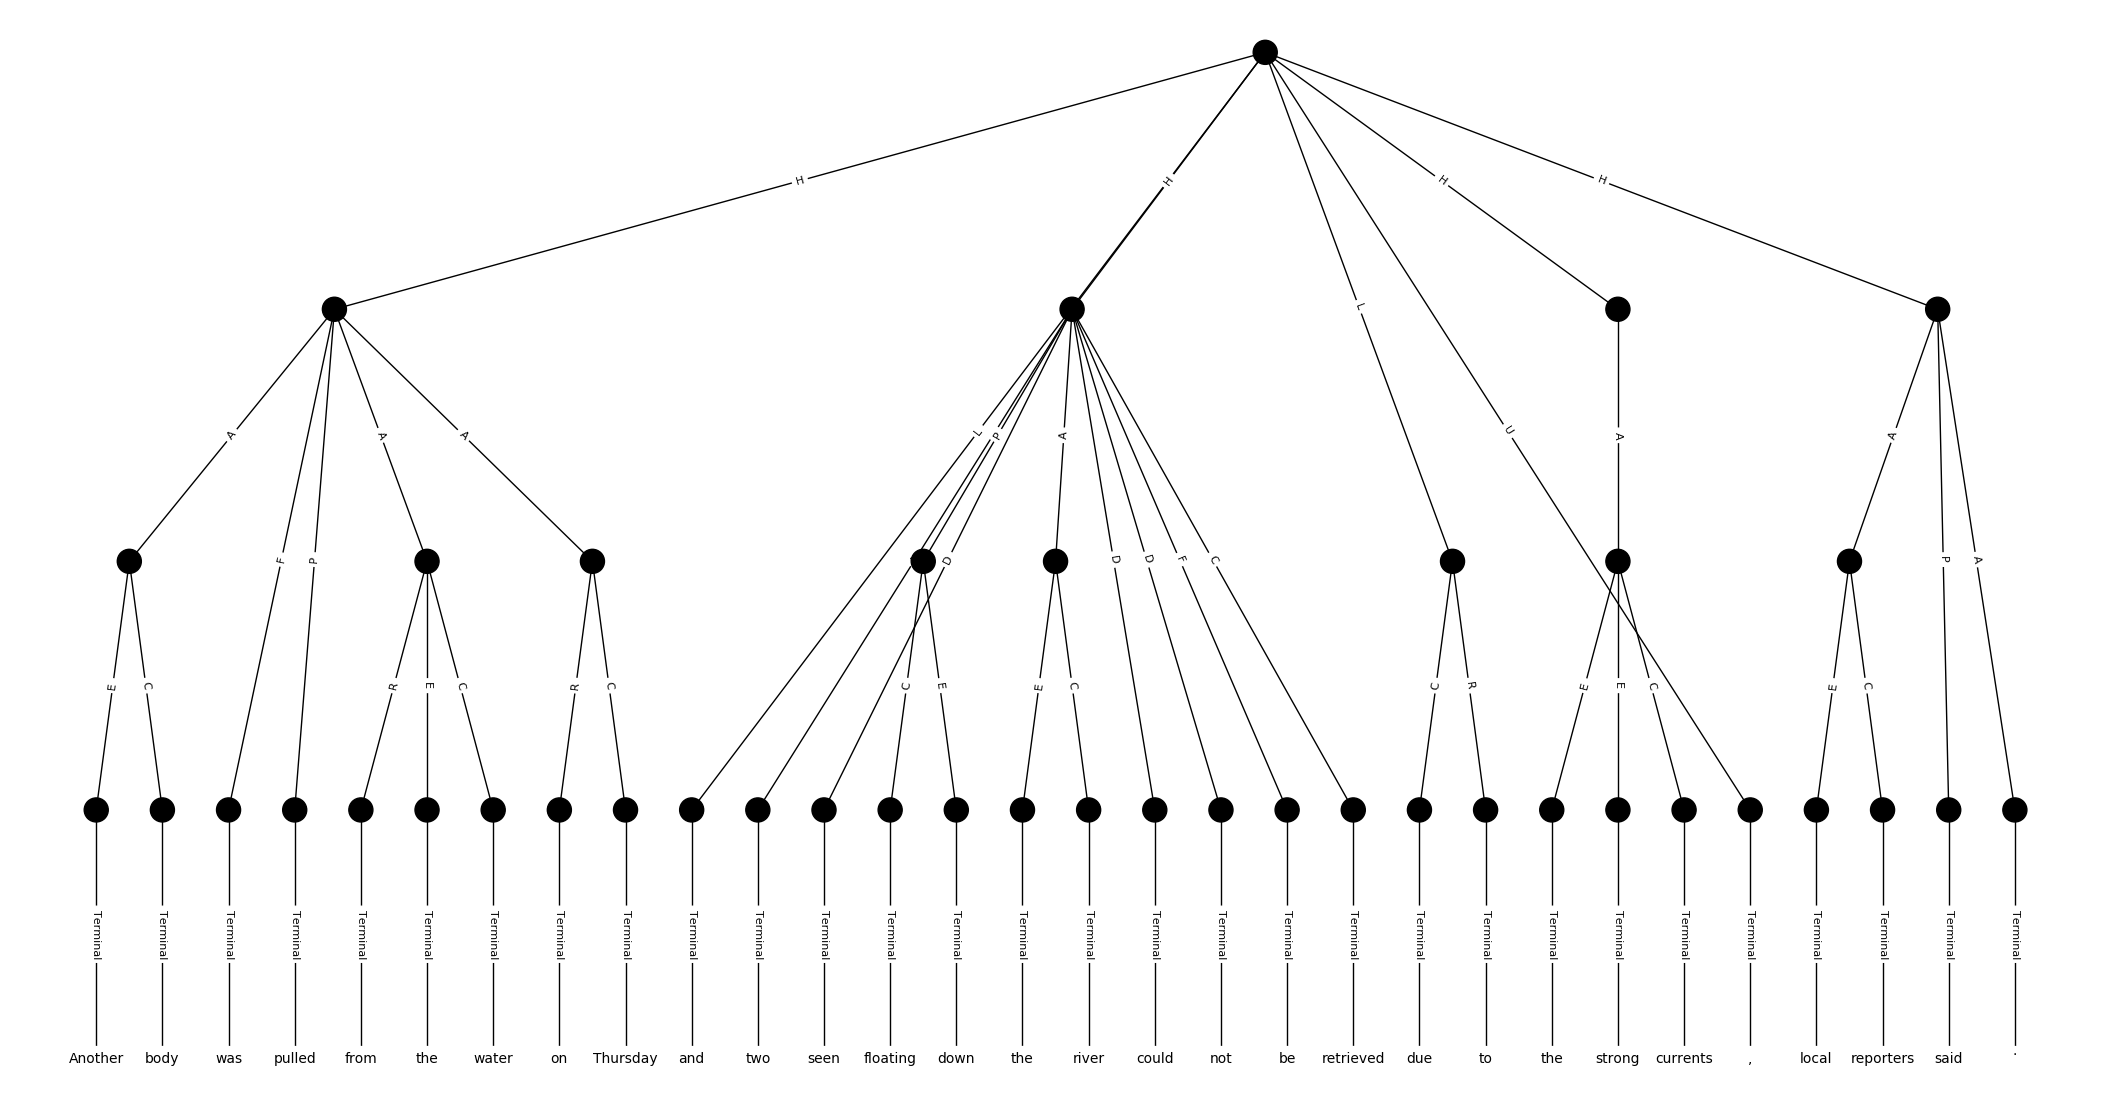 H H H H
L
A A A L P A D U A A
F P D D D F C P A
E C R E C R C C E E C C R E E C E C
Terminal Terminal Terminal Terminal Terminal Terminal Terminal Terminal Terminal Terminal Terminal Terminal Terminal Terminal Terminal Terminal Terminal Terminal Terminal Terminal Terminal Terminal Terminal Terminal Terminal Terminal Terminal Terminal Terminal Terminal
Another body was pulled from the water on Thursday and two seen floating down the river could not be retrieved due to the strong currents , local reporters said .